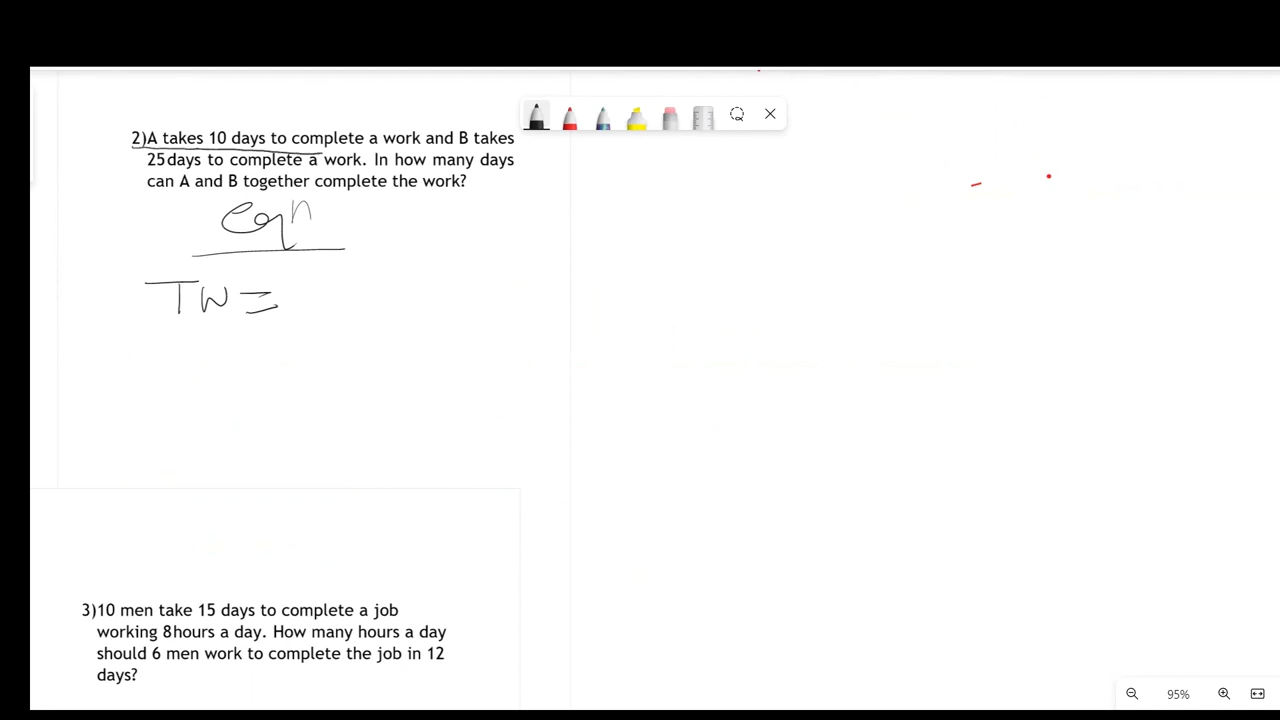 2)A takes 10 days to complete a work and B takes
25days to complete a work. In how many days
can A and B together complete the work?
eqn
TW =
3)10 men take 15 days to complete a job
working 8hours a day. How many hours a day
should 6 men work to complete the job in 12
days?
95%